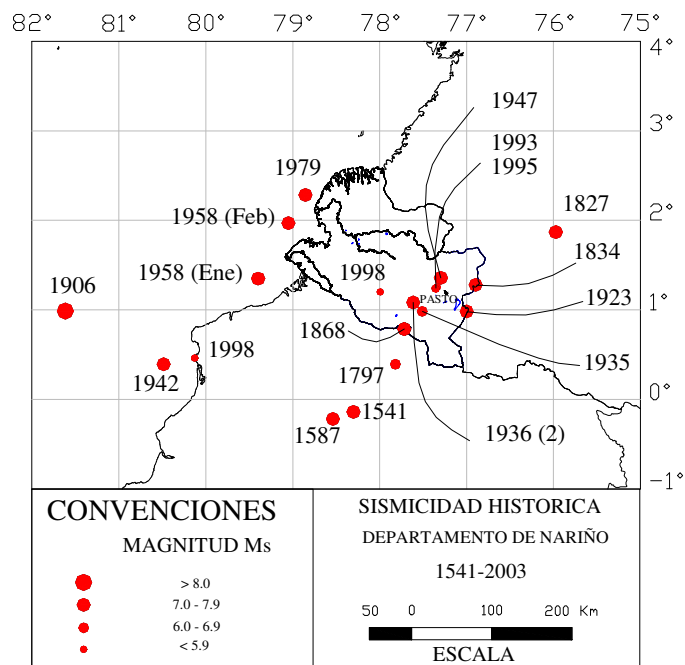 82° 81° 80° 79° 78° 77° 76° 75°
4°
1947
3°
1993
1979
1995
1958 (Feb)
1827
2°
1834
1958 (Ene)
1998
1906
PASTO
1923
1°
1868
1998
1935
1942
1797
0°
1541
1587
1936 (2)
-1°
CONVENCIONES
MAGNITUD Ms
> 8.0
7.0 - 7.9
6.0 - 6.9
< 5.9
SISMICIDAD HISTORICA
DEPARTAMENTO DE NARIÑO
1541-2003
50 0 100 200 Km
ESCALA